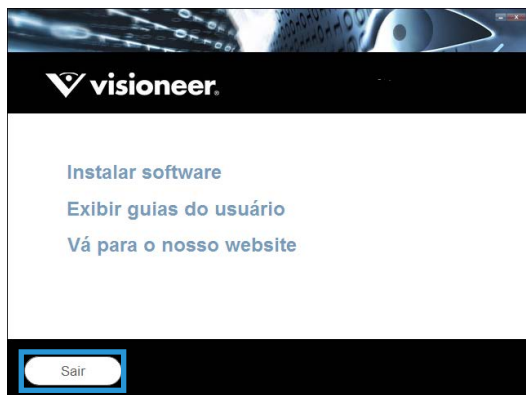 visioneer®
Instalar software
Exibir guias do usuário
Vá para o nosso website
Sair